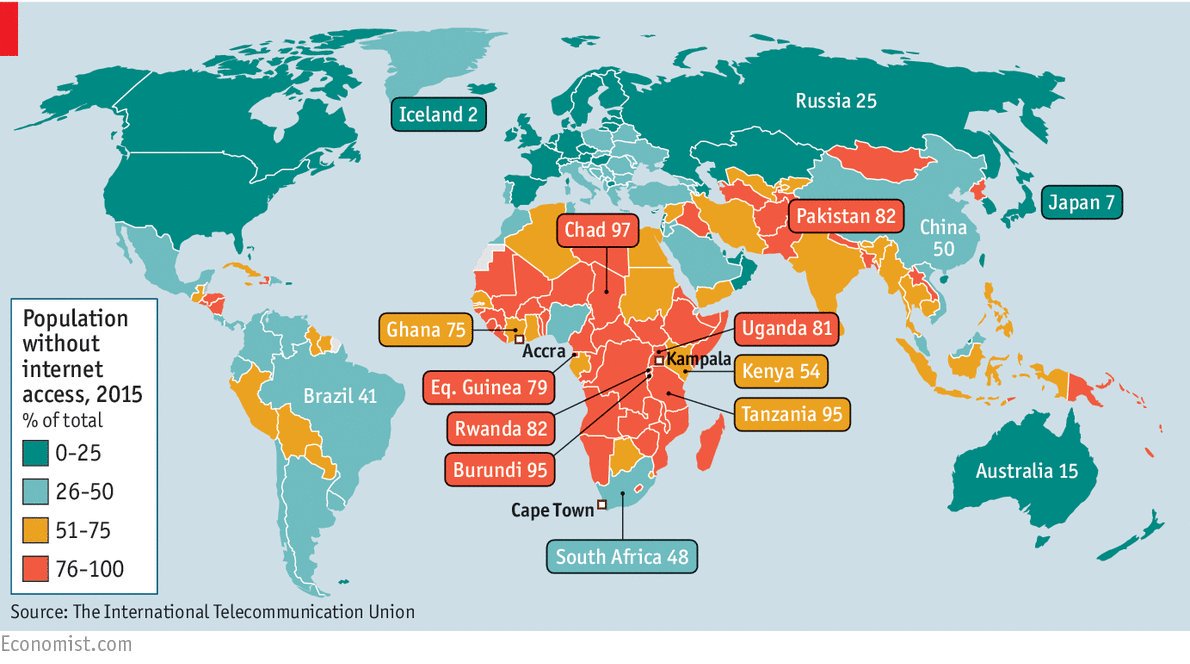 Iceland 2
Russia 25
Japan 7
Pakistan 82
China
50
Chad 97
Population
without
internet
access, 2015
% of total
0-25
26-50
51-75
76-100
Ghana 75
Accra
Uganda 81
Kampala
Eq. Guinea 79
Kenya 54
Brazil 41
Rwanda 82
Tanzania 95
Burundi 95
Australia 15
Cape Town
South Africa 48
Source: The International Telecommunication Union
Economist.com